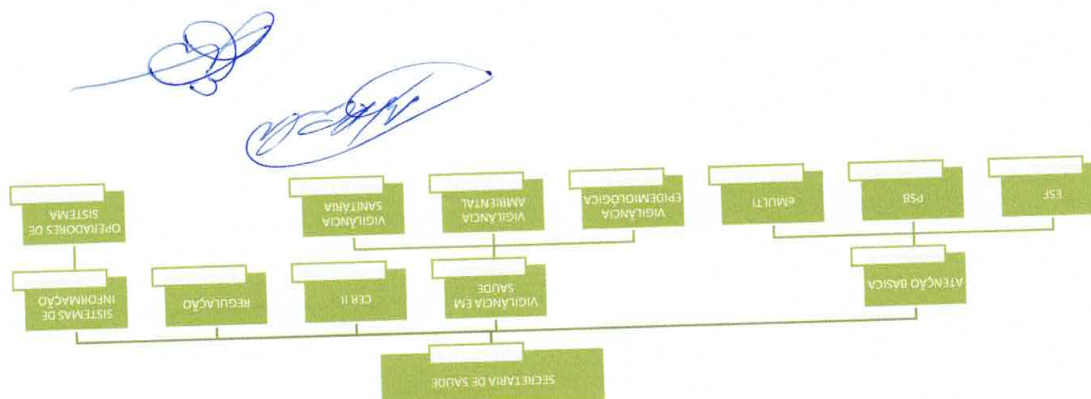 SECRETARIA DE SAÚDE
ATENÇÃO BÁSICA
VIGILÂNCIA EM
SAÚDE
CER II
REGULAÇÃO
SISTEMAS DE
INFORMAÇÃO
ESF
PSB
eMULTI
VIGILÂNCIA
EPIDEMIOLÓGICA
VIGILÂNCIA
AMBIENTAL
VIGILÂNCIA
SANITÁRIA
OPERADORES DE
SISTEMA